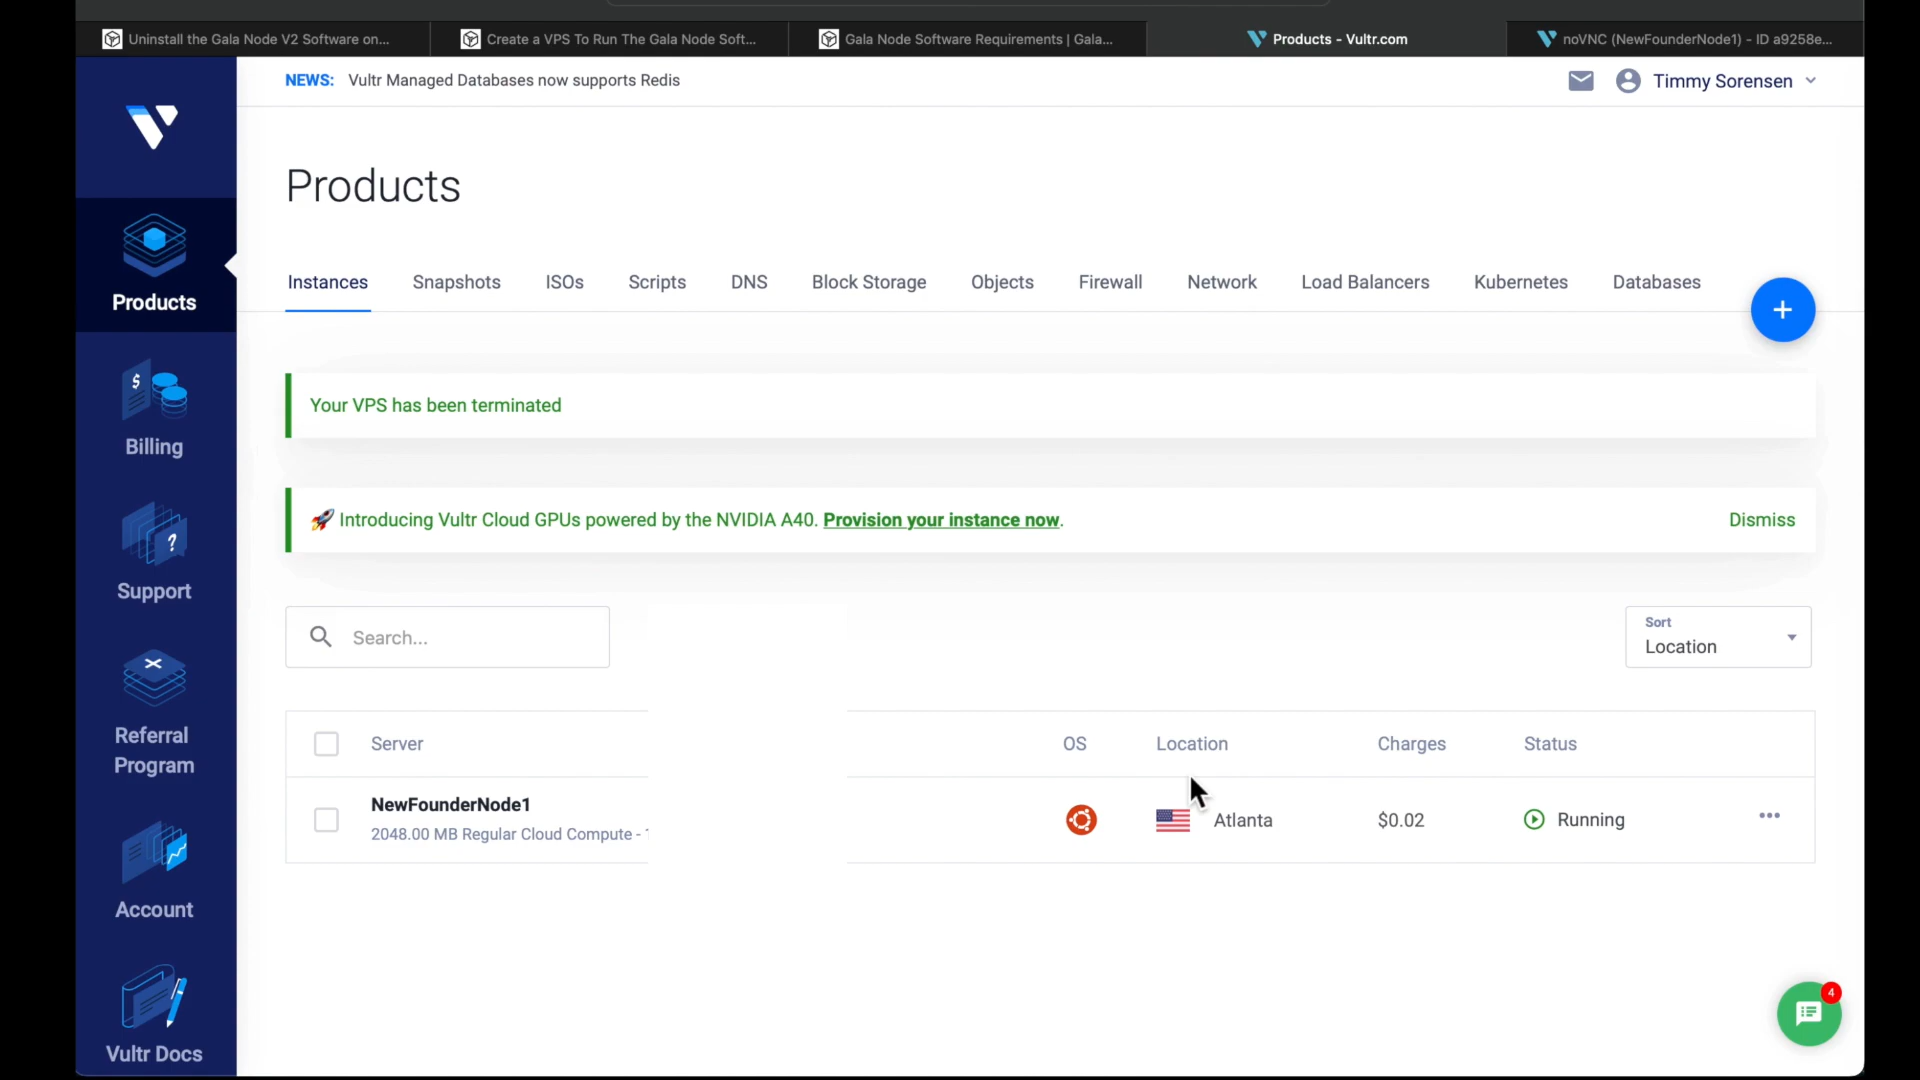 Uninstall the Gala Node V2 Software on...
Create a VPS To Run The Gala Node Soft...
Gala Node Software Requirements | Gala...
Products - Vultr.com
noVNC (NewFounderNode1) - ID a9258e...
NEWS: Vultr Managed Databases now supports Redis
Timmy Sorensen
Products
Billing
Support
Referral
Program
Account
Vultr Docs
Products
Instances
Snapshots
ISOs
Scripts
DNS
Block Storage
Objects
Firewall
Network
Load Balancers
Kubernetes
Databases
+
Your VPS has been terminated
🚀 Introducing Vultr Cloud GPUs powered by the NVIDIA A40. Provision your instance now.
Dismiss
Search...
Sort
Location
Server
OS
Location
Charges
Status
NewFounderNode1
2048.00 MB Regular Cloud Compute -
Atlanta
$0.02
Running
4